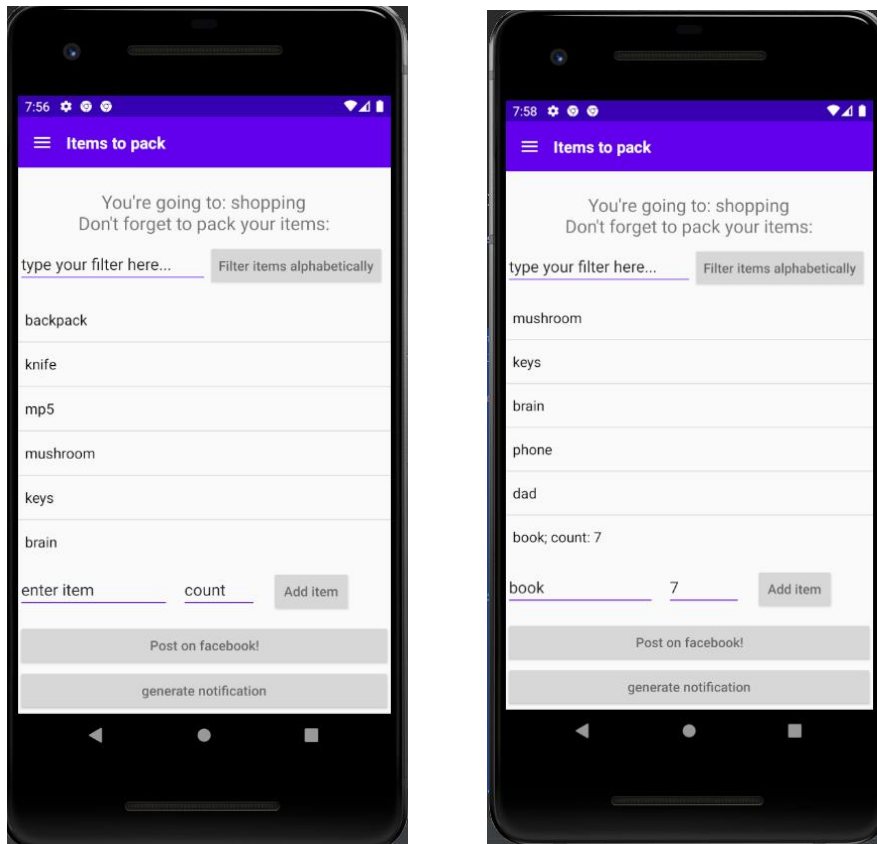 7:56
Items to pack
You're going to: shopping
Don't forget to pack your items:
type your filter here...
Filter items alphabetically
backpack
knife
mp5
mushroom
keys
brain
enter item
count
Add item
Post on facebook!
generate notification
7:58
Items to pack
You're going to: shopping
Don't forget to pack your items:
type your filter here...
Filter items alphabetically
mushroom
keys
brain
phone
dad
book; count: 7
book
7
Add item
Post on facebook!
generate notification